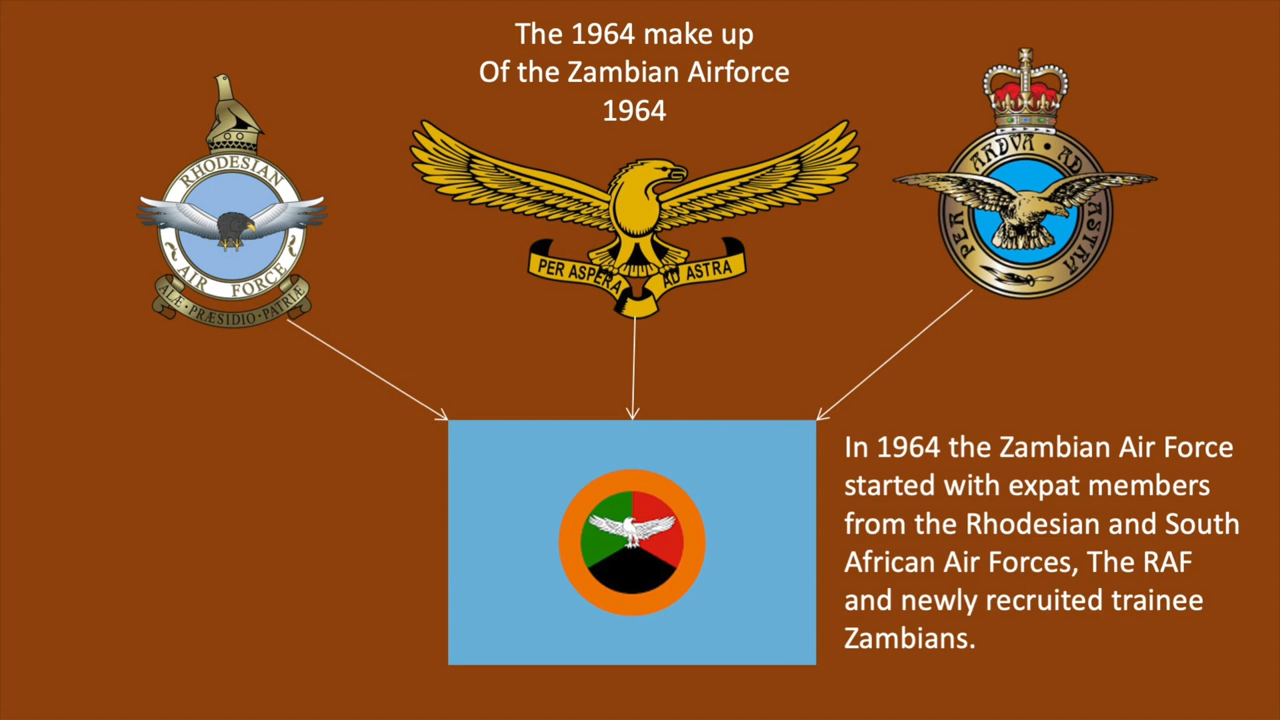 The 1964 make up
Of the Zambian Airforce
1964
RHODESIAN
AIR FORCE
ALÆ · PRÆSIDIO · PATRIÆ
PER ASPERA AD ASTRA
PER ARDVA · AD ASTRA
In 1964 the Zambian Air Force
started with expat members
from the Rhodesian and South
African Air Forces, The RAF
and newly recruited trainee
Zambians.